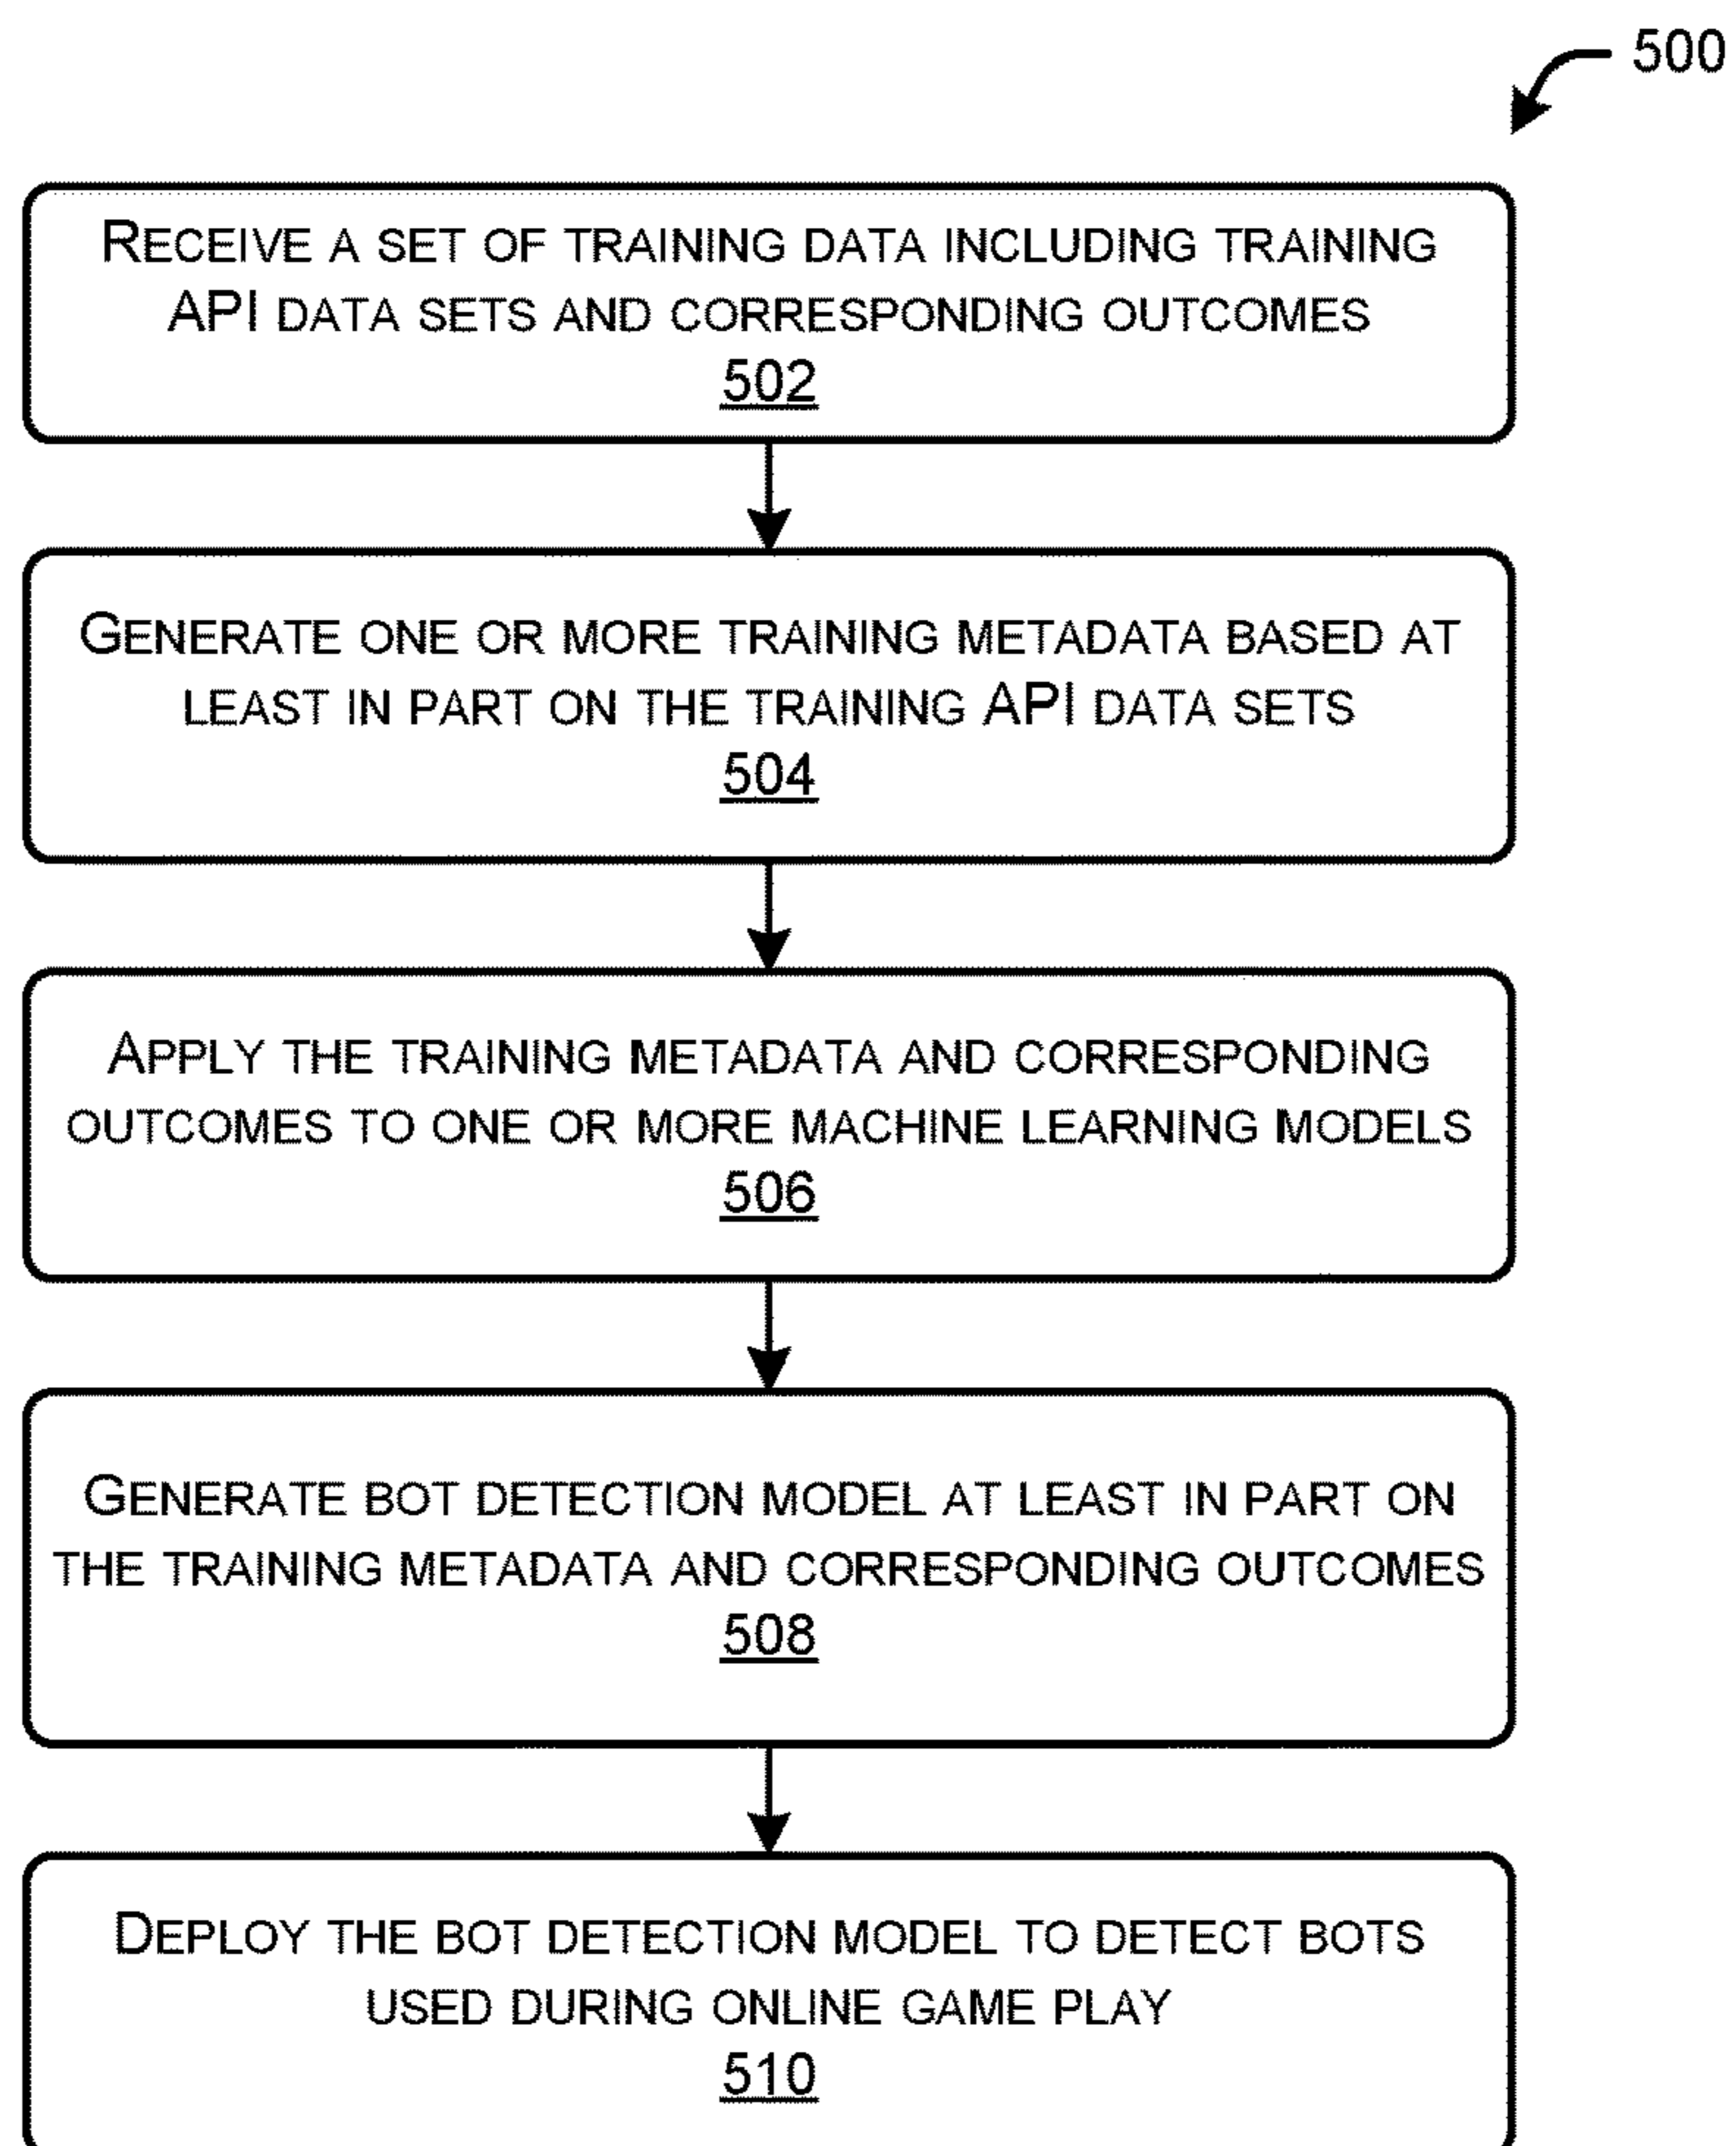 500
RECEIVE A SET OF TRAINING DATA INCLUDING TRAINING
API DATA SETS AND CORRESPONDING OUTCOMES
502
GENERATE ONE OR MORE TRAINING METADATA BASED AT
LEAST IN PART ON THE TRAINING API DATA SETS
504
APPLY THE TRAINING METADATA AND CORRESPONDING
OUTCOMES TO ONE OR MORE MACHINE LEARNING MODELS
506
GENERATE BOT DETECTION MODEL AT LEAST IN PART ON
THE TRAINING METADATA AND CORRESPONDING OUTCOMES
508
DEPLOY THE BOT DETECTION MODEL TO DETECT BOTS
USED DURING ONLINE GAME PLAY
510